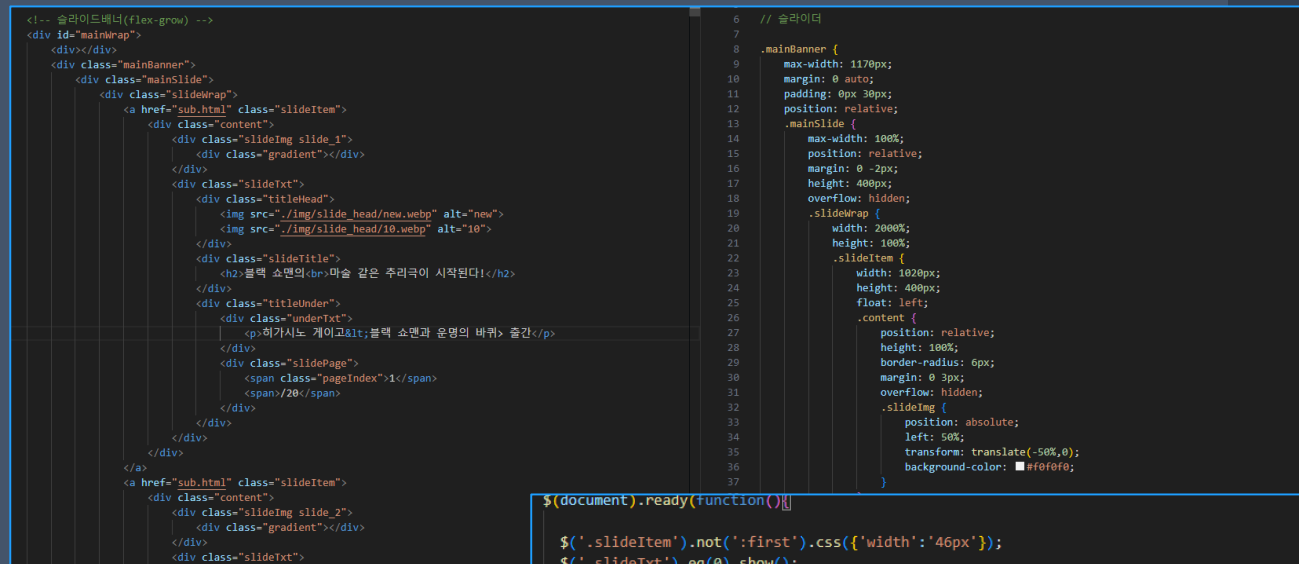 <!-- 슬라이드배너(flex-grow) -->
<div id="mainWrap">
<div></div>
<div class="mainBanner">
<div class="mainSlide">
<div class="slideWrap">
<a href="sub.html" class="slideItem">
<div class="content">
<div class="slideImg slide_1">
<div class="gradient"></div>
</div>
<div class="slideTxt">
<div class="titleHead">
<img src="./img/slide_head/new.webp" alt="new">
<img src="./img/slide_head/10.webp" alt="10">
</div>
<div class="slideTitle">
<h2>블랙 쇼맨의<br>마술 같은 추리극이 시작된다!</h2>
</div>
<div class="titleUnder">
<div class="underTxt">
<p>히가시노 게이고&lt;블랙 쇼맨과 운명의 바퀴> 출간</p>
</div>
<div class="slidePage">
<span class="pageIndex">1</span>
<span>/20</span>
</div>
</div>
</div>
</div>
</a>
<a href="sub.html" class="slideItem">
<div class="content">
<div class="slideImg slide_2">
<div class="gradient"></div>
</div>
<div class="slideTxt">
6 // 슬라이더
7
8 .mainBanner {
9 max-width: 1170px;
10 margin: 0 auto;
11 padding: 0px 30px;
12 position: relative;
13 .mainSlide {
14 max-width: 100%;
15 position: relative;
16 margin: 0 -2px;
17 height: 400px;
18 overflow: hidden;
19 .slideWrap {
20 width: 2000%;
21 height: 100%;
22 .slideItem {
23 width: 1020px;
24 height: 400px;
25 float: left;
26 .content {
27 position: relative;
28 height: 100%;
29 border-radius: 6px;
30 margin: 0 3px;
31 overflow: hidden;
32 .slideImg {
33 position: absolute;
34 left: 50%;
35 transform: translate(-50%,0);
36 background-color: #f0f0f0;
37 }
$(document).ready(function(){
$('.slideItem').not(':first').css({'width':'46px'});
$('.slideTxt').eq(0).show();